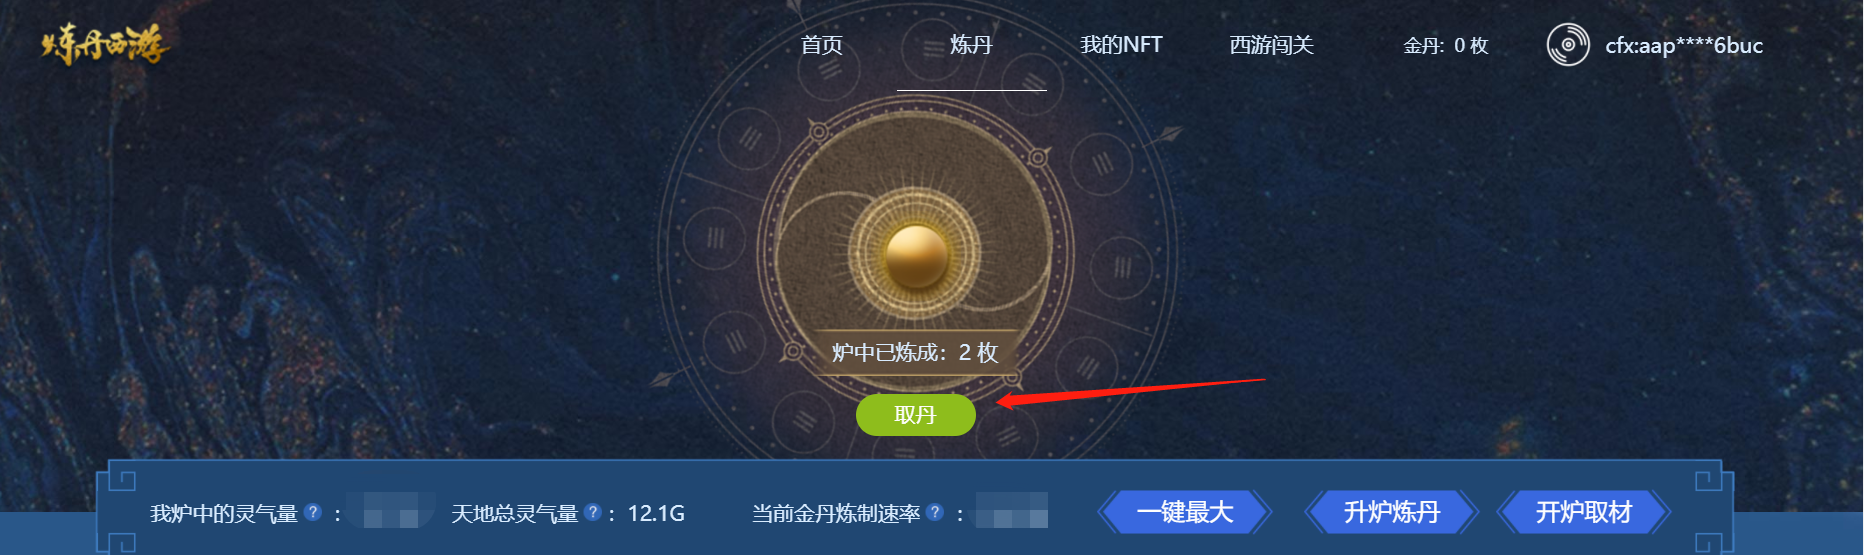 炼丹西游
首页 炼丹 我的NFT 西游闯关 金丹: 0 枚 cfx:aap****6buc
炉中已炼成: 2 枚
取丹
我炉中的灵气量 ? : 天地总灵气量 ? : 12.1G 当前金丹炼制速率 ? : 一键最大 升炉炼丹 开炉取材